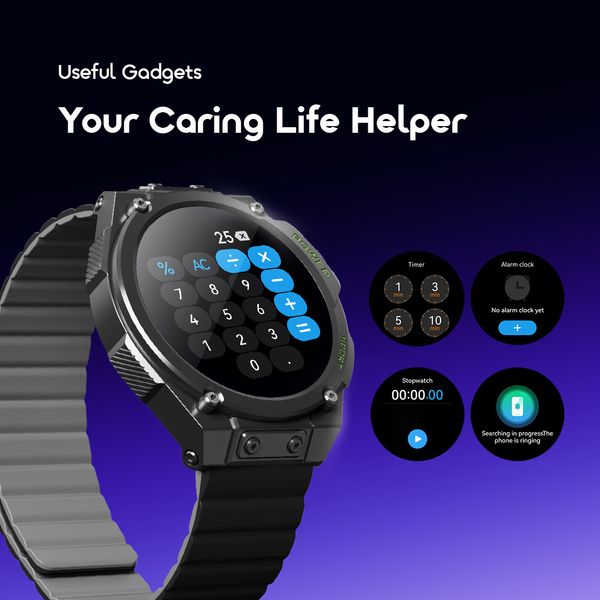 Useful Gadgets
Your Caring Life Helper
25
% AC ÷ ×
7 8 9 −
4 5 6 +
1 2 3 =
0 .
POWER
SPORT
Timer
1 min 3 min
5 min 10 min
Alarm clock
No alarm clock yet
+
Stopwatch
00:00.00
Searching in progressThe
phone is ringing